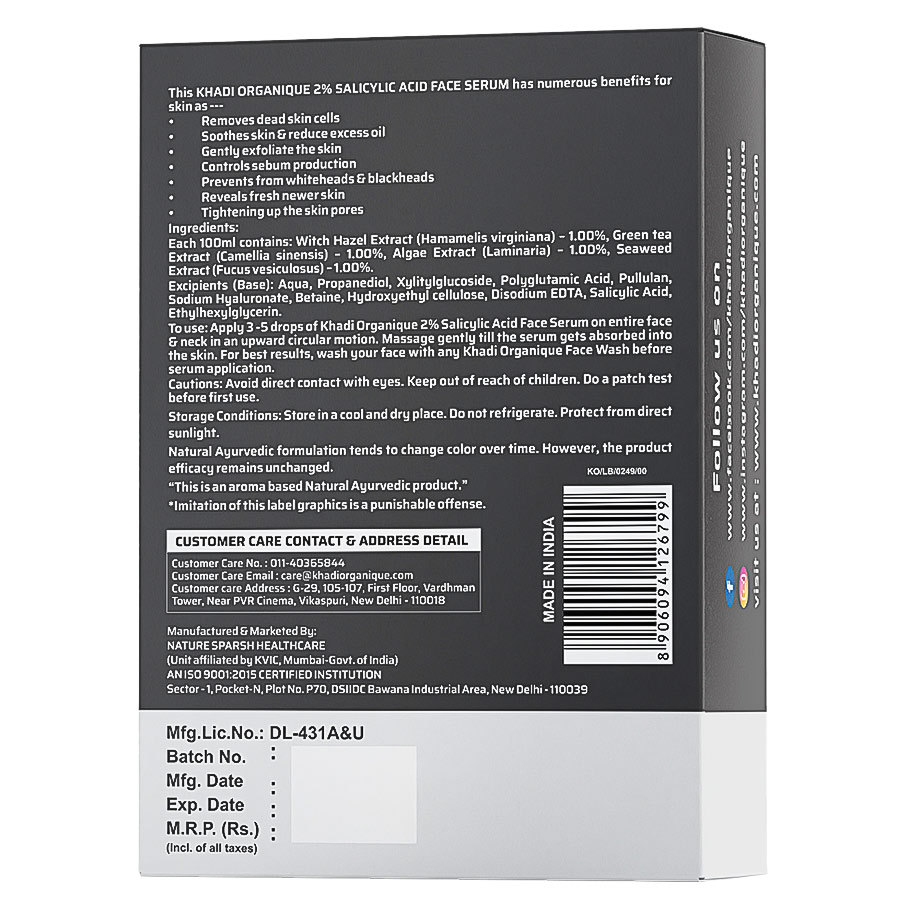 This KHADI ORGANIQUE 2% SALICYLIC ACID FACE SERUM has numerous benefits for
skin as ---
• Removes dead skin cells
• Soothes skin & reduce excess oil
• Gently exfoliate the skin
• Controls sebum production
• Prevents from whiteheads & blackheads
• Reveals fresh newer skin
• Tightening up the skin pores
Ingredients:
Each 100ml contains: Witch Hazel Extract (Hamamelis virginiana) - 1.00%, Green tea
Extract (Camellia sinensis) - 1.00%, Algae Extract (Laminaria) - 1.00%, Seaweed
Extract (Fucus vesiculosus) -1.00%.
Excipients (Base): Aqua, Propanediol, Xylitylglucoside, Polyglutamic Acid, Pullulan,
Sodium Hyaluronate, Betaine, Hydroxyethyl cellulose, Disodium EDTA, Salicylic Acid,
Ethylhexylglycerin.
To use: Apply 3 -5 drops of Khadi Organique 2% Salicylic Acid Face Serum on entire face
& neck in an upward circular motion. Massage gently till the serum gets absorbed into
the skin. For best results, wash your face with any Khadi Organique Face Wash before
serum application.
Cautions: Avoid direct contact with eyes. Keep out of reach of children. Do a patch test
before first use.
Storage Conditions: Store in a cool and dry place. Do not refrigerate. Protect from direct
sunlight.
Natural Ayurvedic formulation tends to change color over time. However, the product
efficacy remains unchanged.
"This is an aroma based Natural Ayurvedic product."
*Imitation of this label graphics is a punishable offense.
KO/LB/0249/00
MADE IN INDIA
8906094126799
CUSTOMER CARE CONTACT & ADDRESS DETAIL
Customer Care No. : 011-40365844
Customer Care Email : care@khadiorganique.com
Customer care Address : G-29, 105-107, First Floor, Vardhman
Tower, Near PVR Cinema, Vikaspuri, New Delhi - 110018
Manufactured & Marketed By:
NATURE SPARSH HEALTHCARE
(Unit affiliated by KVIC, Mumbai-Govt. of India)
AN ISO 9001:2015 CERTIFIED INSTITUTION
Sector - 1, Pocket-N, Plot No. P70, DSIIDC Bawana Industrial Area, New Delhi - 110039
Mfg.Lic.No.: DL-431A&U
Batch No. :
Mfg. Date :
Exp. Date :
M.R.P. (Rs.) :
(Incl. of all taxes)
Follow us on
www.facebook.com/khadiorganique
www.instagram.com/khadiorganique
Visit us at : www.khadiorganique.com